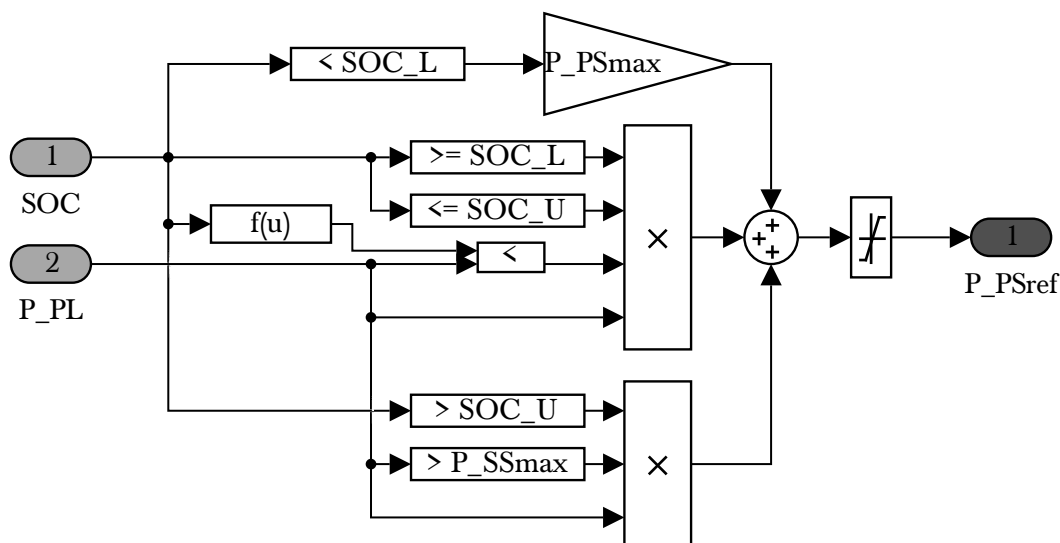 < SOC_L
P_PSmax
1
>= SOC_L
SOC
<= SOC_U
f(u)
×
1
2
<
P_PL
P_PSref
> SOC_U
> P_SSmax
×